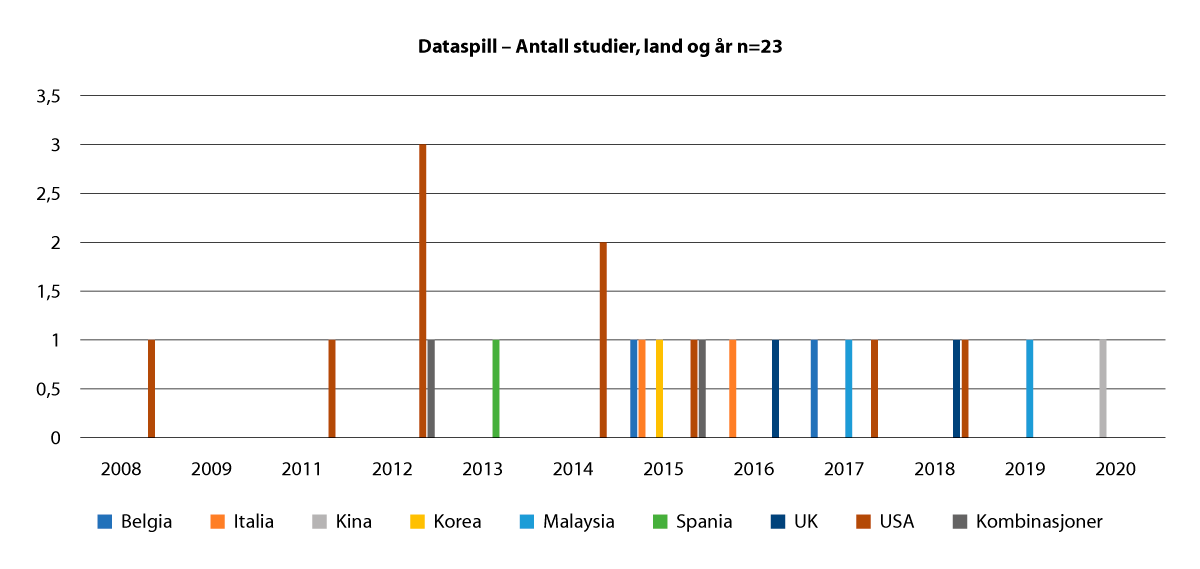 Dataspill – Antall studier, land og år n=23
3,5
3
2,5
2
1,5
1
0,5
0
2008 2009 2011 2012 2013 2014 2015 2016 2017 2018 2019 2020
Belgia Italia Kina Korea Malaysia Spania UK USA Kombinasjoner